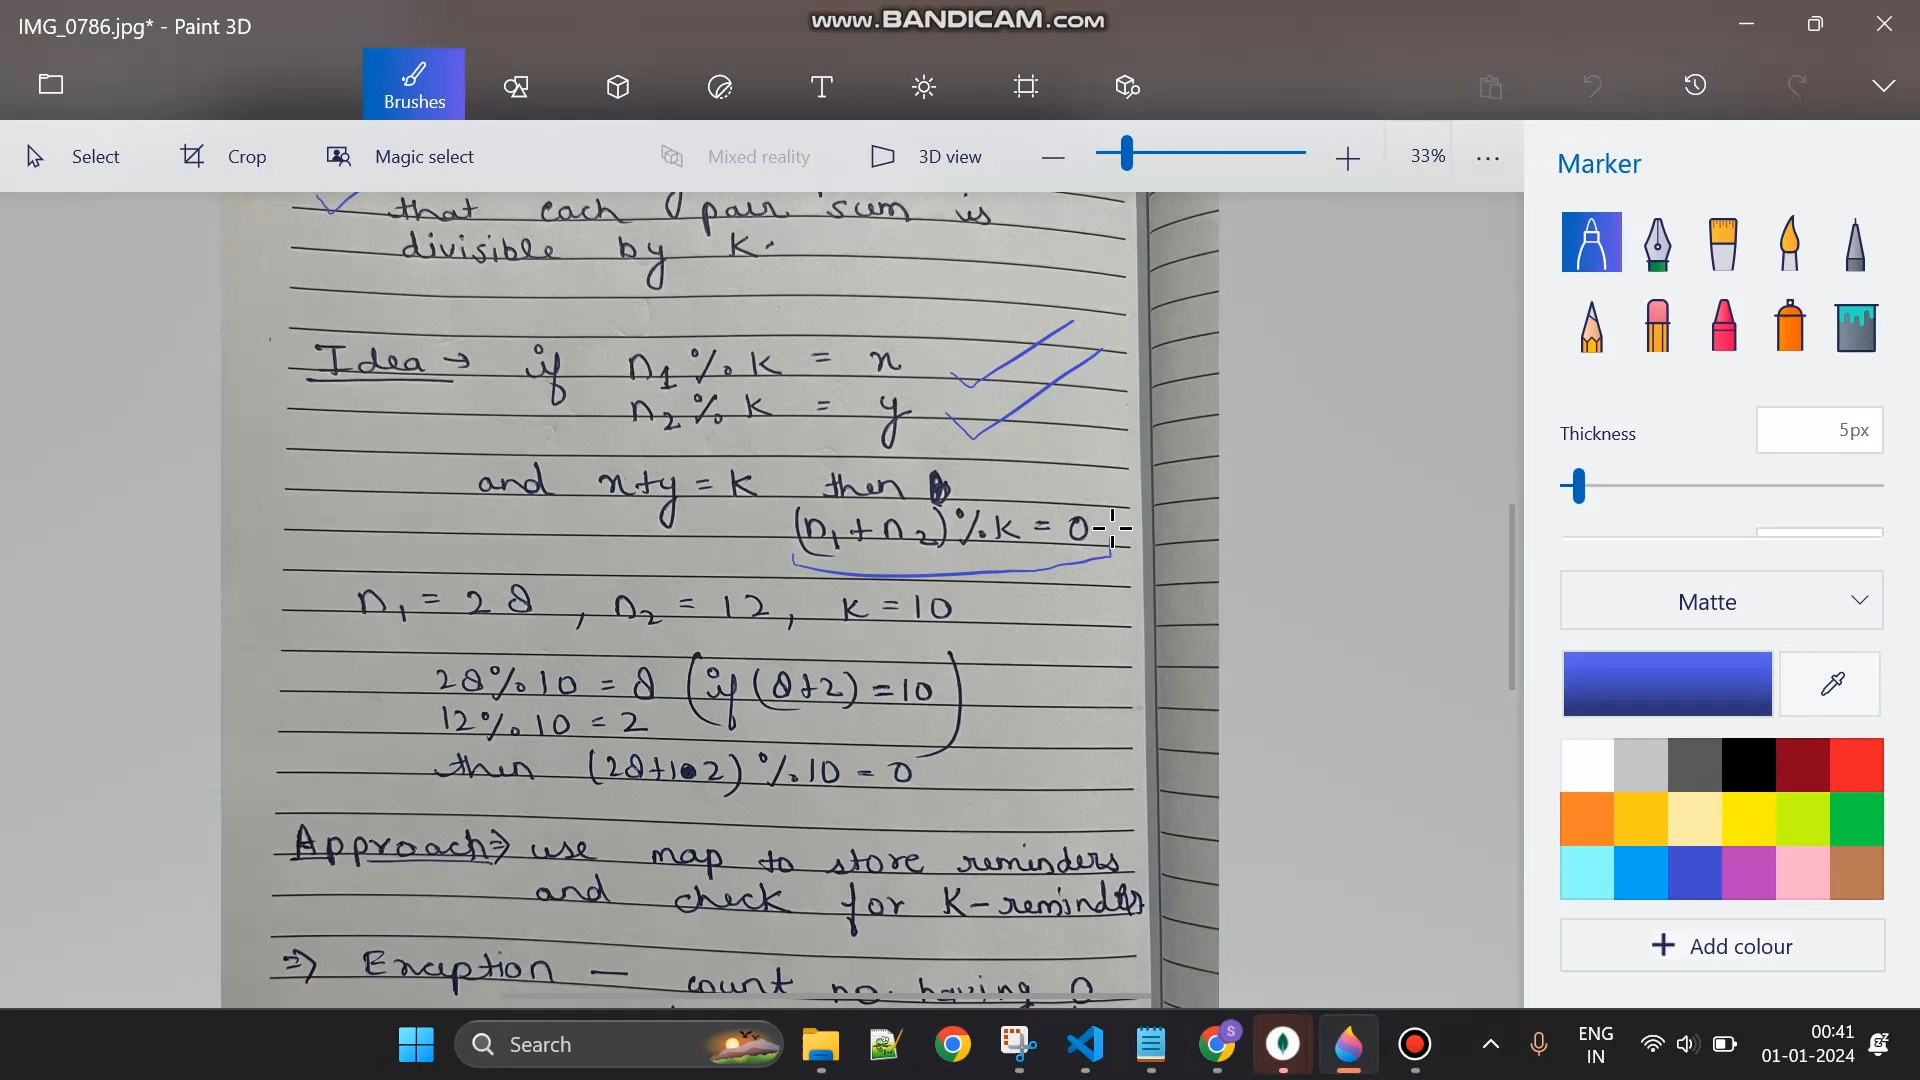 IMG_0786.jpg* - Paint 3D
www.BANDICAM.com
Brushes
Select
Crop
Magic select
Mixed reality
3D view
33%
that each pair sum is
divisible by K.
Idea → if n1 % K = x
n2 % K = y
and x+y = K then
(n1 + n2) % K = 0
n1 = 28 , n2 = 12, K = 10
28 % 10 = 8 (if (8+2) = 10)
12 % 10 = 2
then (28+12) % 10 = 0
Approach ⇒ use map to store reminders
and check for K-reminders
⇒ Exception — count no. having 0
Marker
Thickness
5px
Matte
+ Add colour
Search
S
ENG
IN
00:41
01-01-2024